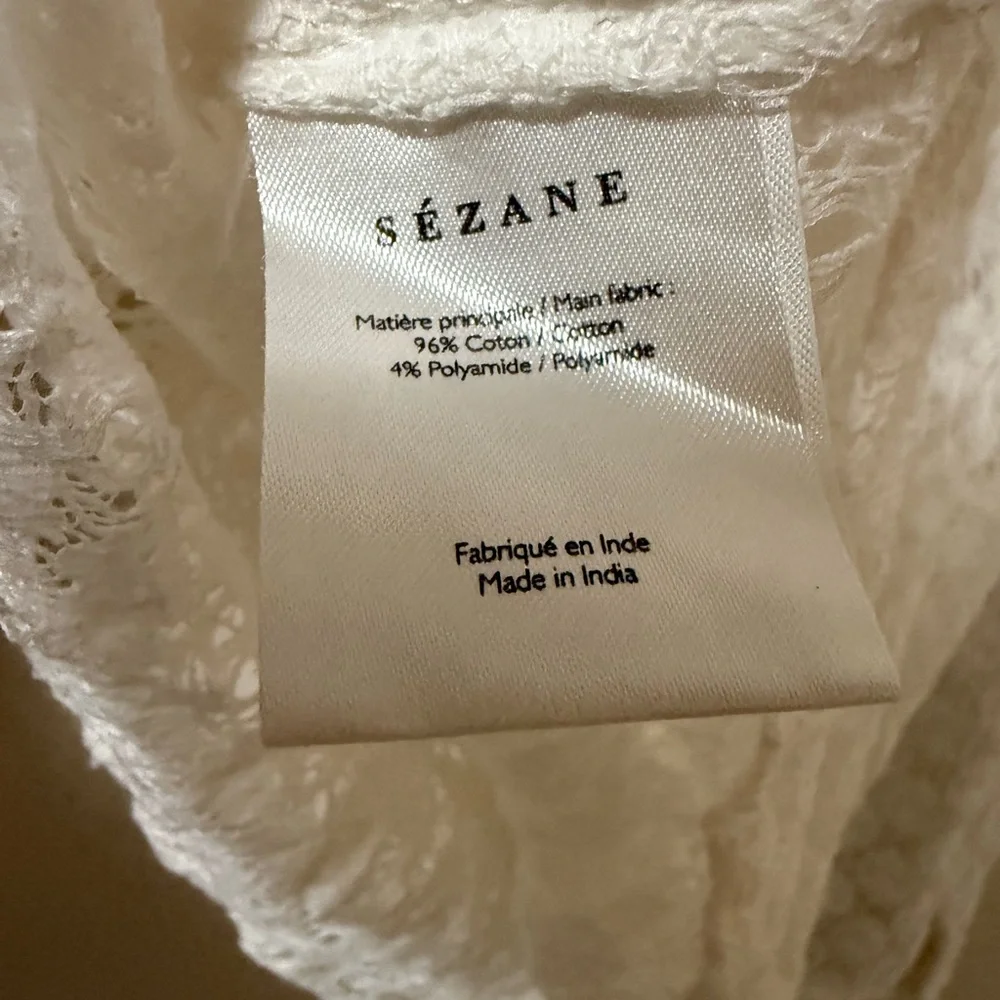 SÉZANE
Matière principale / Main fabric :
96% Coton / Cotton
4% Polyamide / Polyamide
Fabriqué en Inde
Made in India